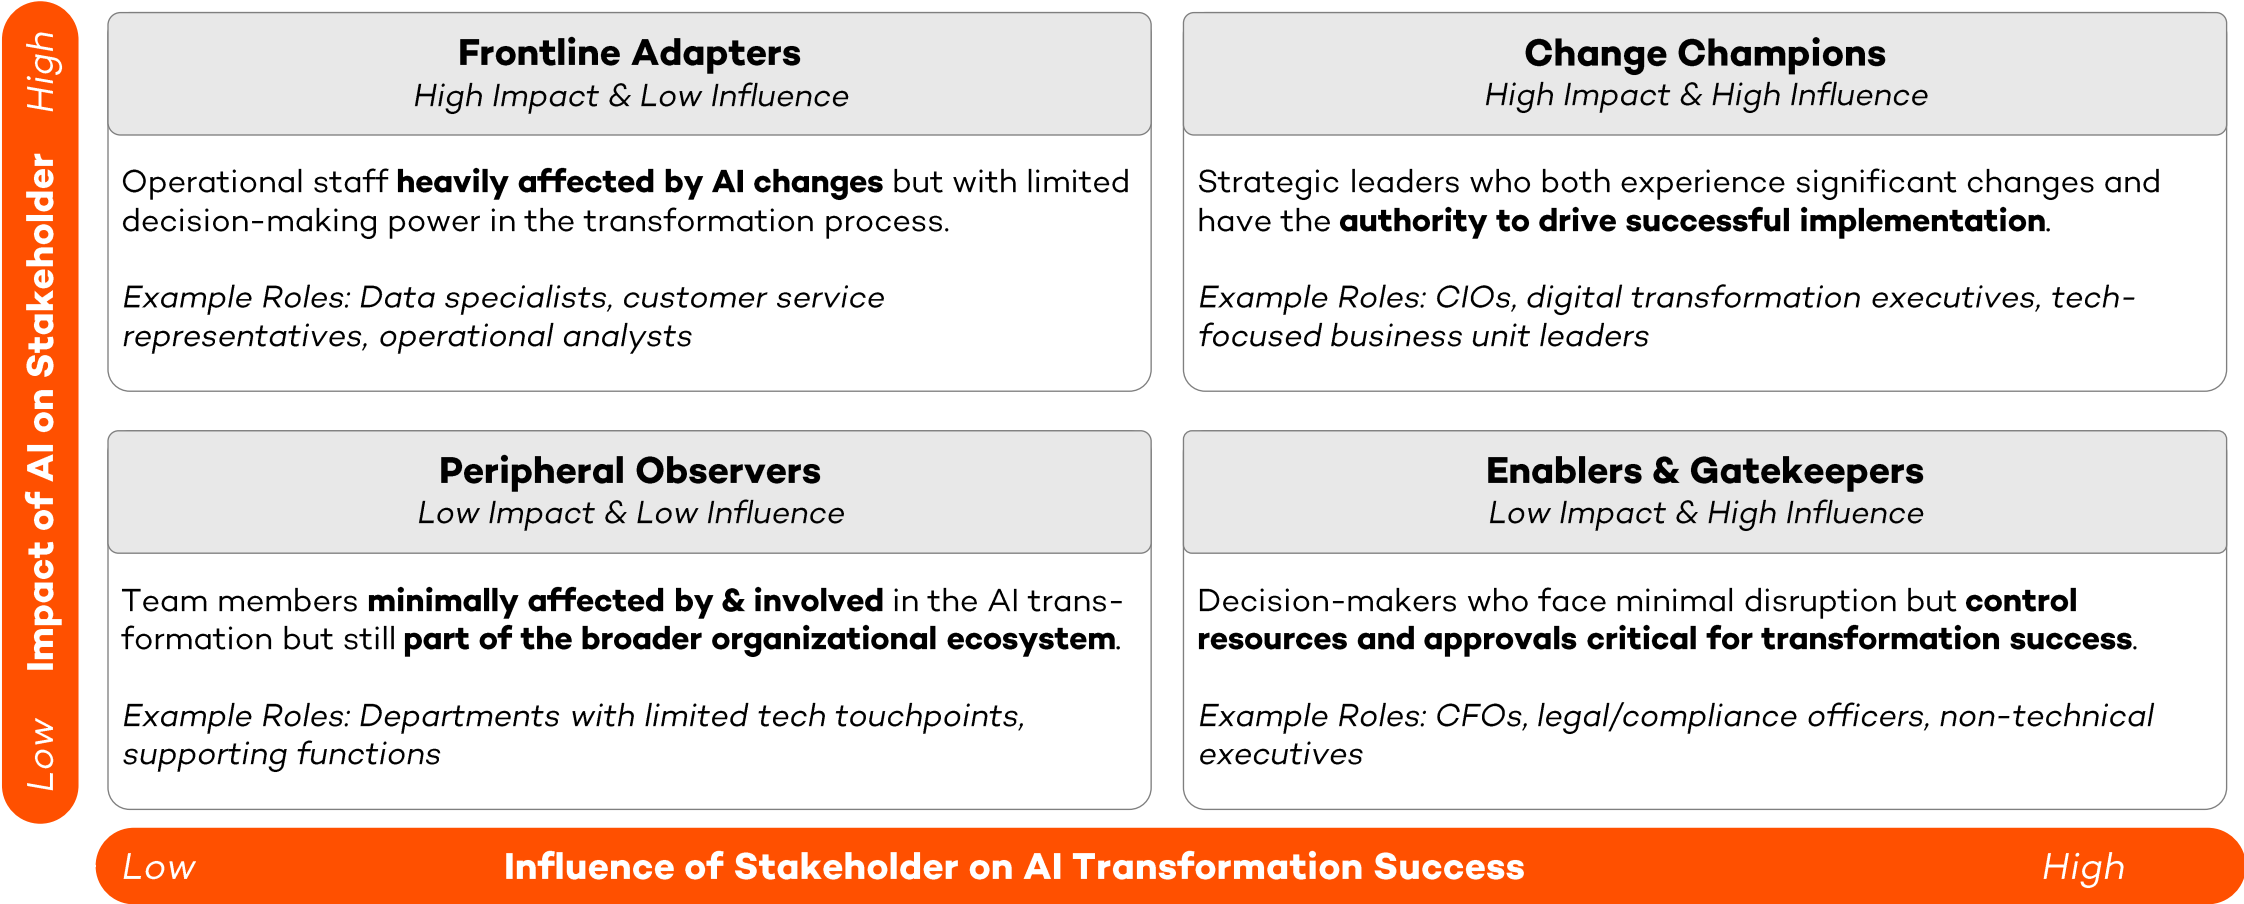 Frontline Adapters
High Impact & Low Influence
Operational staff heavily affected by AI changes but with limited
decision-making power in the transformation process.
Example Roles: Data specialists, customer service
representatives, operational analysts
Change Champions
High Impact & High Influence
Strategic leaders who both experience significant changes and
have the authority to drive successful implementation.
Example Roles: CIOs, digital transformation executives, tech-
focused business unit leaders
Peripheral Observers
Low Impact & Low Influence
Team members minimally affected by & involved in the AI trans-
formation but still part of the broader organizational ecosystem.
Example Roles: Departments with limited tech touchpoints,
supporting functions
Enablers & Gatekeepers
Low Impact & High Influence
Decision-makers who face minimal disruption but control
resources and approvals critical for transformation success.
Example Roles: CFOs, legal/compliance officers, non-technical
executives
Low Impact of AI on Stakeholder High
Low Influence of Stakeholder on AI Transformation Success High